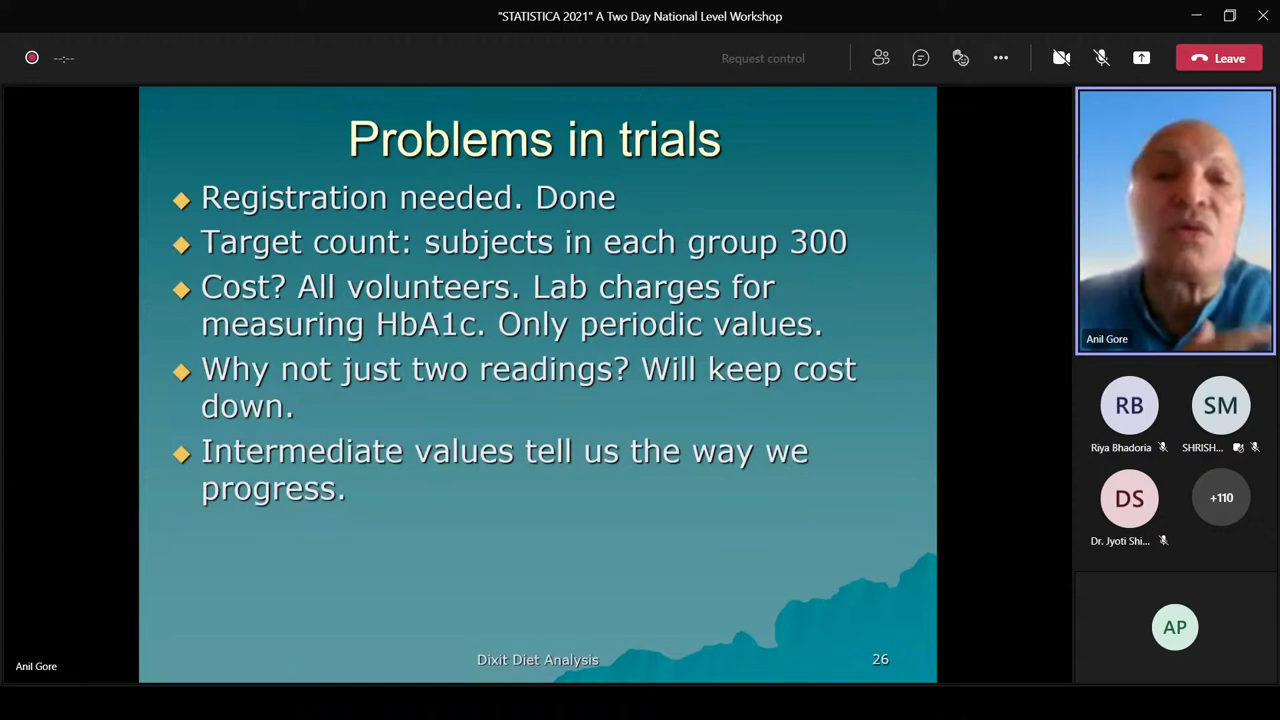 "STATISTICA 2021" A Two Day National Level Workshop
--:--
Request control
Leave
Problems in trials
Registration needed. Done
Target count: subjects in each group 300
Cost? All volunteers. Lab charges for
measuring HbA1c. Only periodic values.
Why not just two readings? Will keep cost
down.
Intermediate values tell us the way we
progress.
Dixit Diet Analysis
26
Anil Gore
Anil Gore
RB
SM
Riya Bhadoria
SHRISH...
DS
+110
Dr. Jyoti Shi...
AP